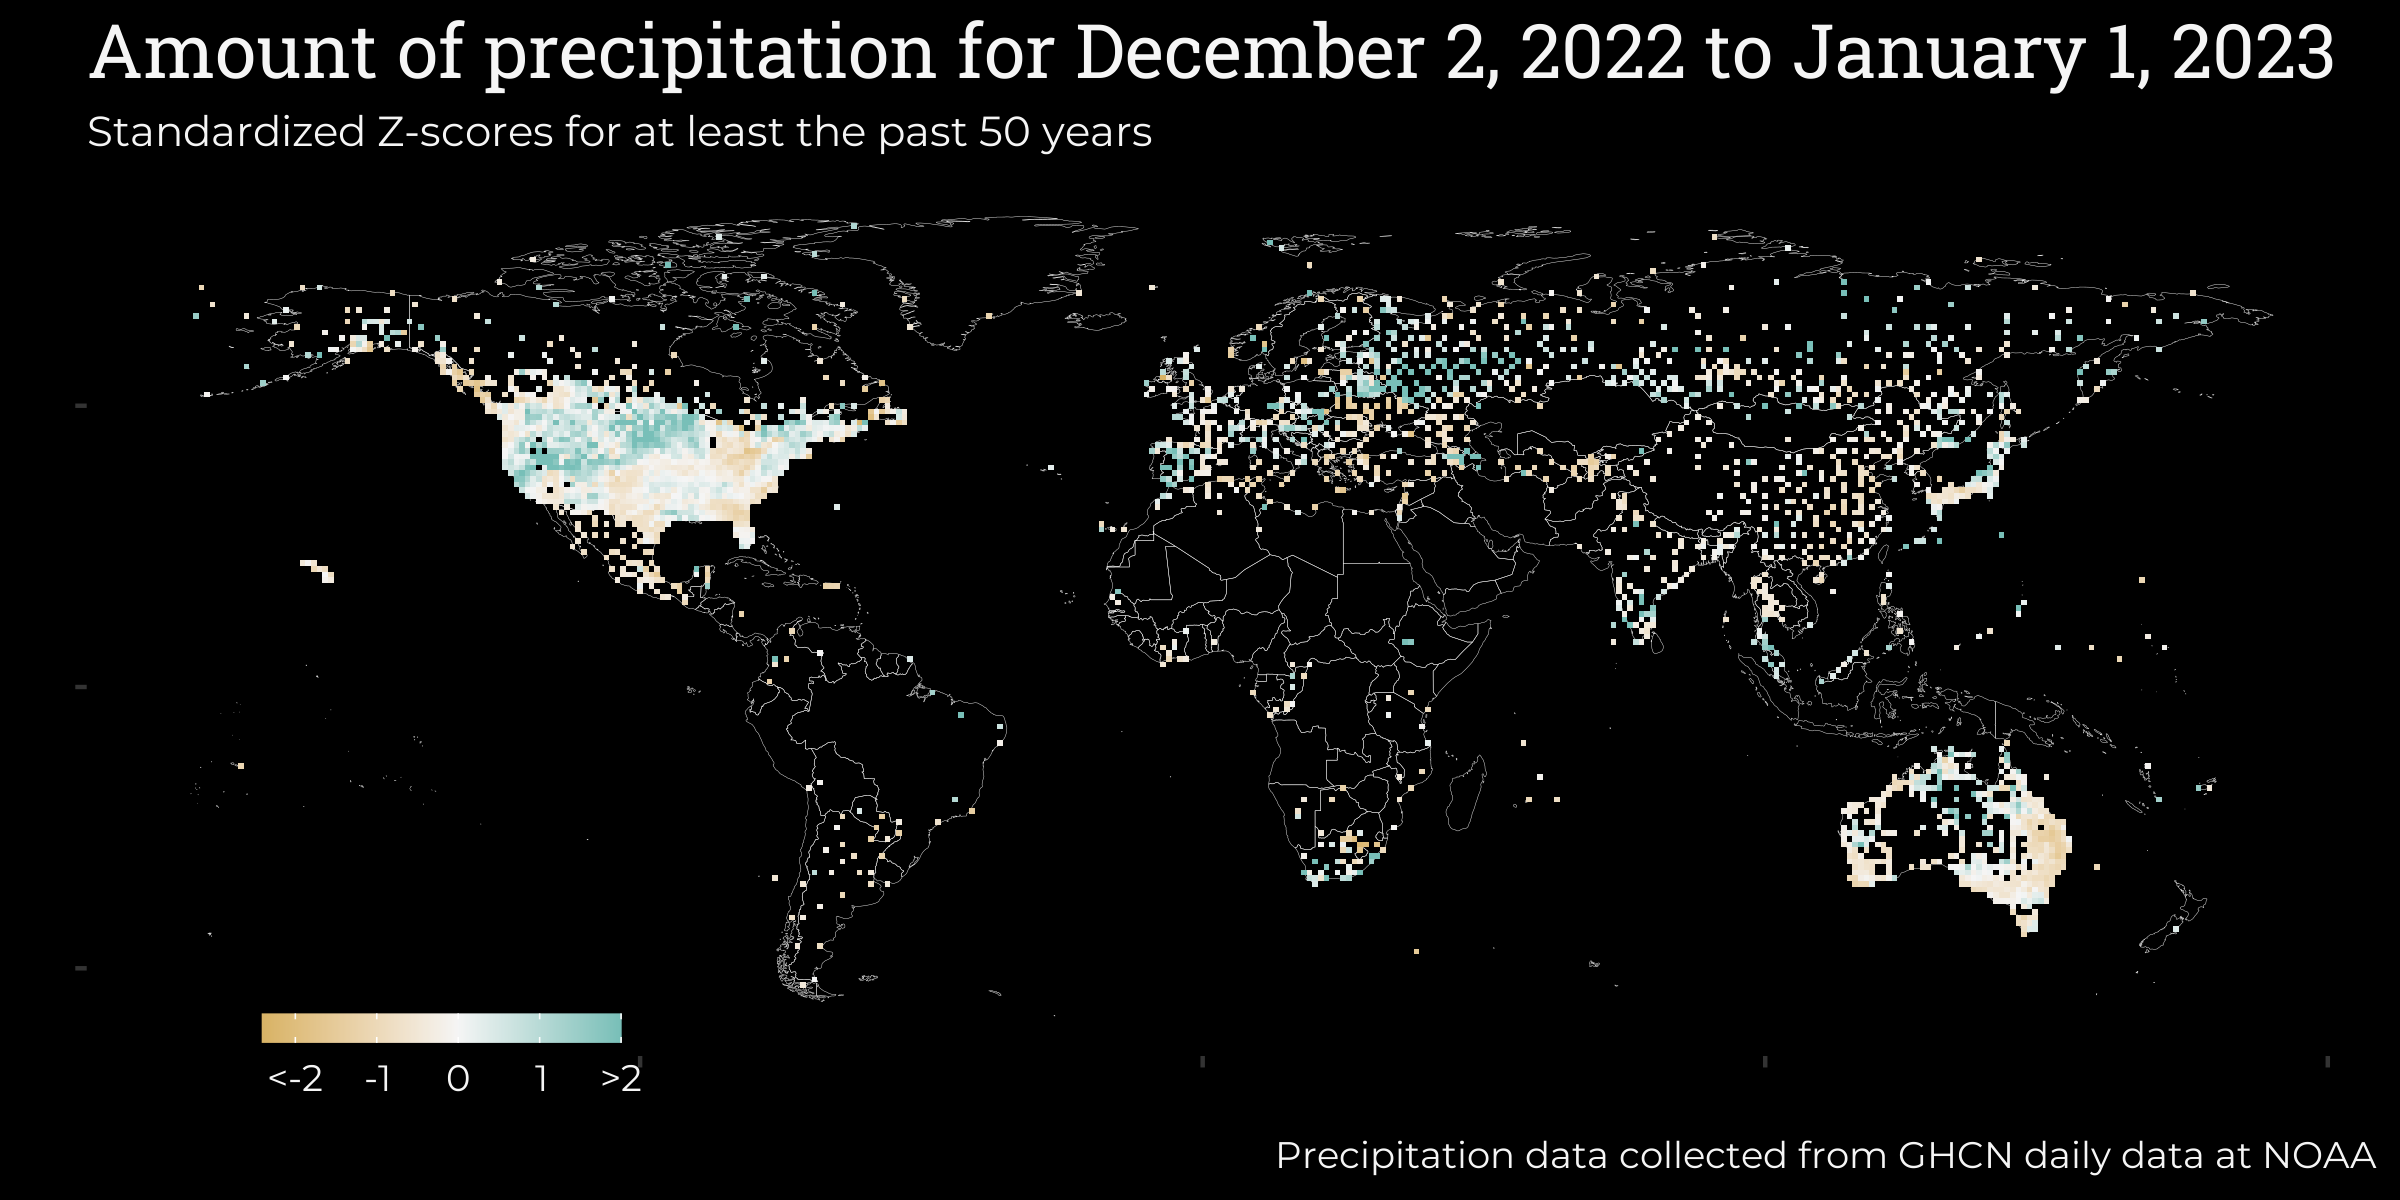 Amount of precipitation for December 2, 2022 to January 1, 2023
Standardized Z-scores for at least the past 50 years
<-2 -1 0 1 >2
Precipitation data collected from GHCN daily data at NOAA